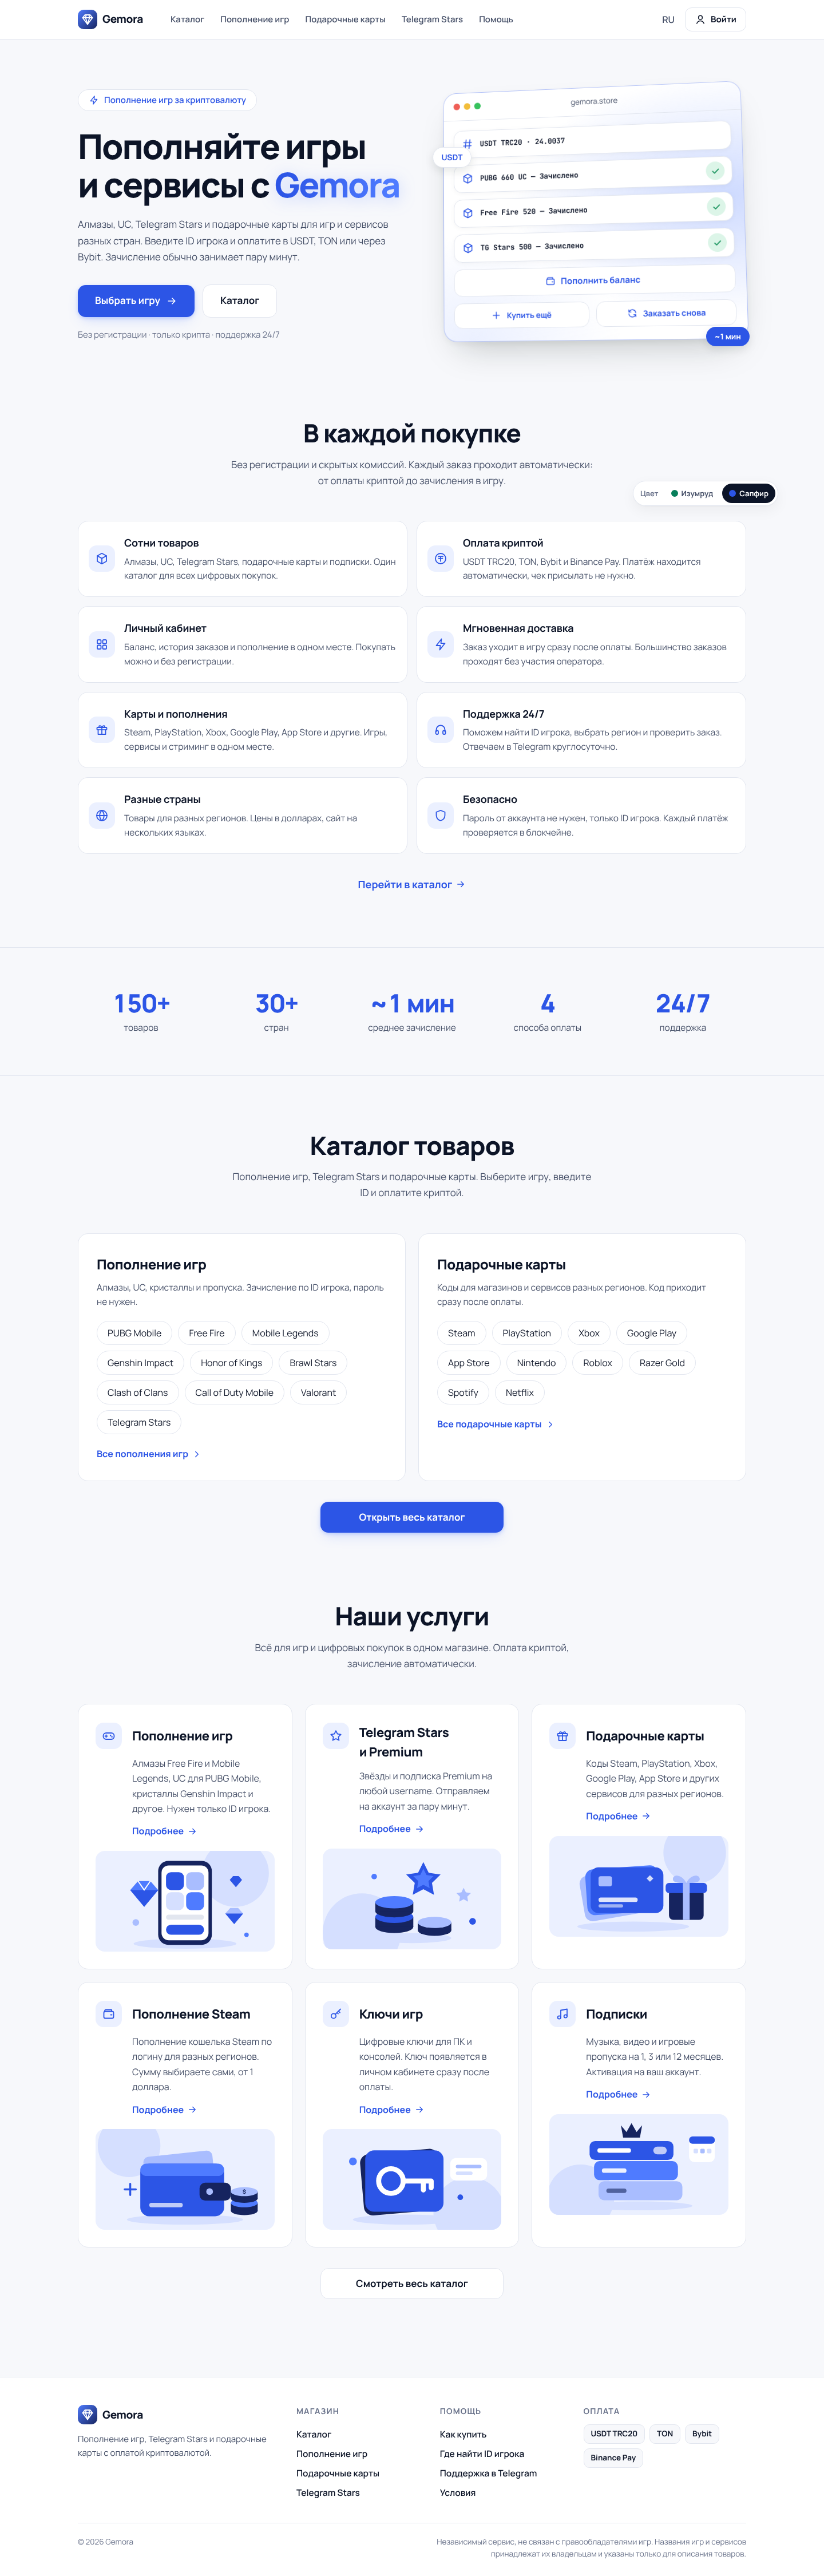 Gemora
Каталог
Пополнение игр
Подарочные карты
Telegram Stars
Помощь
RU
Войти
Пополнение игр за криптовалюту
Пополняйте игры
и сервисы с Gemora
Алмазы, UC, Telegram Stars и подарочные карты для игр и сервисов
разных стран. Введите ID игрока и оплатите в USDT, TON или через
Bybit. Зачисление обычно занимает пару минут.
Выбрать игру
Каталог
Без регистрации · только крипта · поддержка 24/7
gemora.store
USDT TRC20 · 24.0037
USDT
PUBG 660 UC — Зачислено
Free Fire 520 — Зачислено
TG Stars 500 — Зачислено
Пополнить баланс
Купить ещё
Заказать снова
~1 мин
В каждой покупке
Без регистрации и скрытых комиссий. Каждый заказ проходит автоматически:
от оплаты криптой до зачисления в игру.
Цвет
Изумруд
Сапфир
Сотни товаров
Алмазы, UC, Telegram Stars, подарочные карты и подписки. Один
каталог для всех цифровых покупок.
Оплата криптой
USDT TRC20, TON, Bybit и Binance Pay. Платёж находится
автоматически, чек присылать не нужно.
Личный кабинет
Баланс, история заказов и пополнение в одном месте. Покупать
можно и без регистрации.
Мгновенная доставка
Заказ уходит в игру сразу после оплаты. Большинство заказов
проходят без участия оператора.
Карты и пополнения
Steam, PlayStation, Xbox, Google Play, App Store и другие. Игры,
сервисы и стриминг в одном месте.
Поддержка 24/7
Поможем найти ID игрока, выбрать регион и проверить заказ.
Отвечаем в Telegram круглосуточно.
Разные страны
Товары для разных регионов. Цены в долларах, сайт на
нескольких языках.
Безопасно
Пароль от аккаунта не нужен, только ID игрока. Каждый платёж
проверяется в блокчейне.
Перейти в каталог
150+
товаров
30+
стран
~1 мин
среднее зачисление
4
способа оплаты
24/7
поддержка
Каталог товаров
Пополнение игр, Telegram Stars и подарочные карты. Выберите игру, введите
ID и оплатите криптой.
Пополнение игр
Алмазы, UC, кристаллы и пропуска. Зачисление по ID игрока, пароль
не нужен.
PUBG Mobile
Free Fire
Mobile Legends
Genshin Impact
Honor of Kings
Brawl Stars
Clash of Clans
Call of Duty Mobile
Valorant
Telegram Stars
Все пополнения игр
Подарочные карты
Коды для магазинов и сервисов разных регионов. Код приходит
сразу после оплаты.
Steam
PlayStation
Xbox
Google Play
App Store
Nintendo
Roblox
Razer Gold
Spotify
Netflix
Все подарочные карты
Открыть весь каталог
Наши услуги
Всё для игр и цифровых покупок в одном магазине. Оплата криптой,
зачисление автоматически.
Пополнение игр
Алмазы Free Fire и Mobile
Legends, UC для PUBG Mobile,
кристаллы Genshin Impact и
другое. Нужен только ID игрока.
Подробнее
Telegram Stars
и Premium
Звёзды и подписка Premium на
любой username. Отправляем
на аккаунт за пару минут.
Подробнее
Подарочные карты
Коды Steam, PlayStation, Xbox,
Google Play, App Store и других
сервисов для разных регионов.
Подробнее
Пополнение Steam
Пополнение кошелька Steam по
логину для разных регионов.
Сумму выбираете сами, от 1
доллара.
Подробнее
$
Ключи игр
Цифровые ключи для ПК и
консолей. Ключ появляется в
личном кабинете сразу после
оплаты.
Подробнее
Подписки
Музыка, видео и игровые
пропуска на 1, 3 или 12 месяцев.
Активация на ваш аккаунт.
Подробнее
Смотреть весь каталог
Gemora
Пополнение игр, Telegram Stars и подарочные
карты с оплатой криптовалютой.
МАГАЗИН
Каталог
Пополнение игр
Подарочные карты
Telegram Stars
ПОМОЩЬ
Как купить
Где найти ID игрока
Поддержка в Telegram
Условия
ОПЛАТА
USDT TRC20
TON
Bybit
Binance Pay
© 2026 Gemora
Независимый сервис, не связан с правообладателями игр. Названия игр и сервисов
принадлежат их владельцам и указаны только для описания товаров.